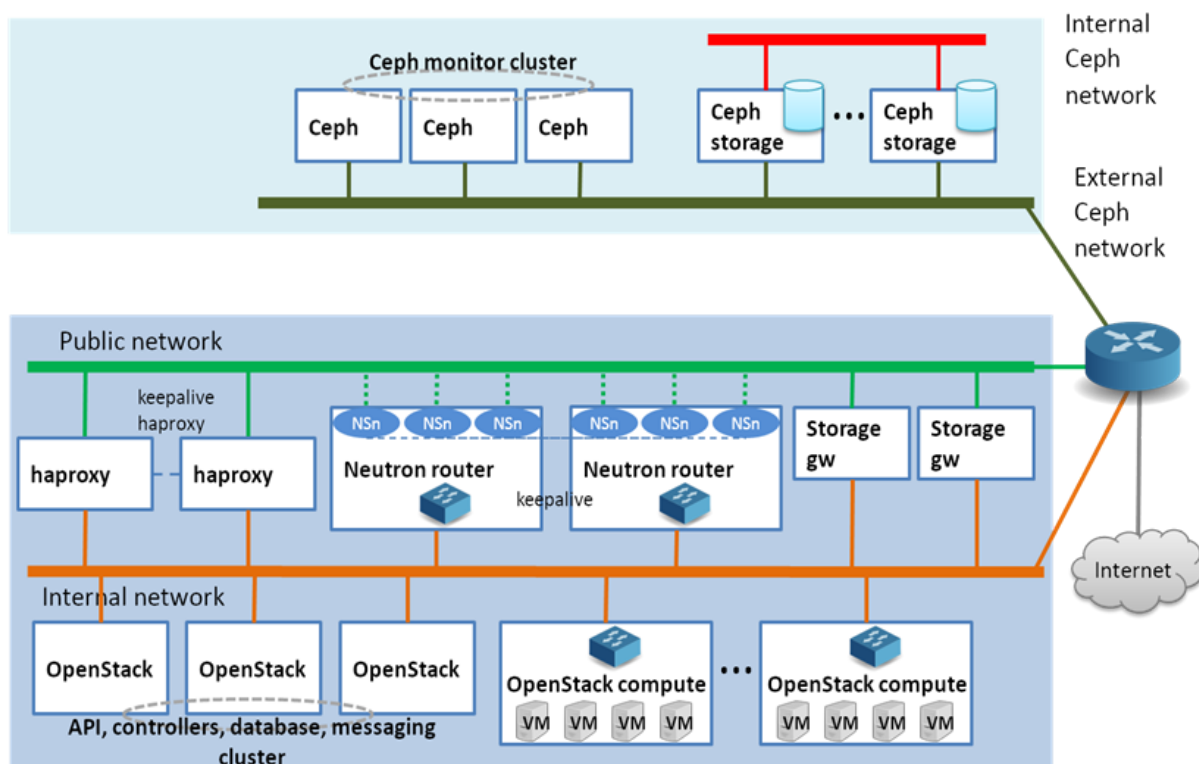 Internal
Ceph
network
Ceph monitor cluster
Ceph
Ceph
Ceph
Ceph
storage
...
Ceph
storage
External
Ceph
network
Public network
keepalive
haproxy
NSn
NSn
NSn
NSn
NSn
NSn
haproxy
haproxy
Neutron router
keepalive
Neutron router
Storage
gw
Storage
gw
Internet
Internal network
OpenStack
OpenStack
OpenStack
API, controllers, database, messaging
cluster
OpenStack compute
VM
VM
VM
VM
...
OpenStack compute
VM
VM
VM
VM